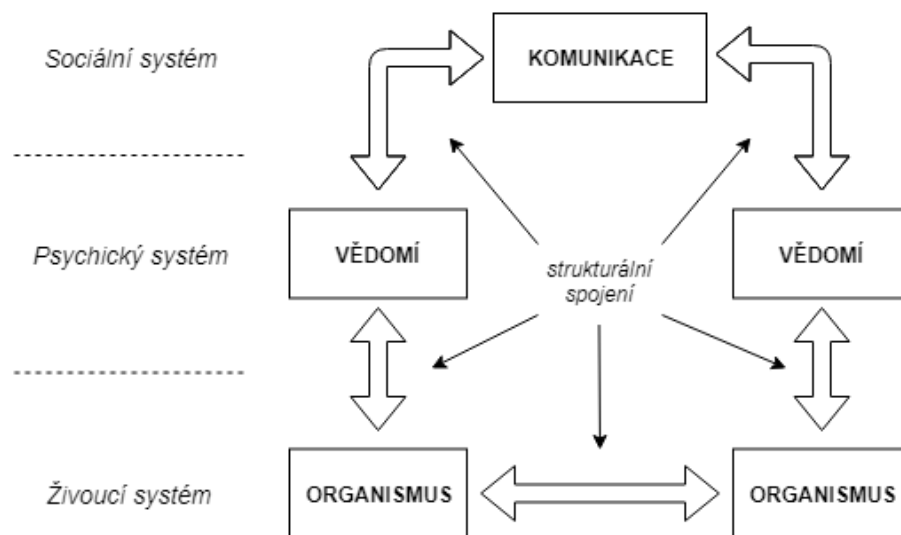 Sociální systém
KOMUNIKACE
Psychický systém
VĚDOMÍ
strukturální
spojení
VĚDOMÍ
Živoucí systém
ORGANISMUS
ORGANISMUS